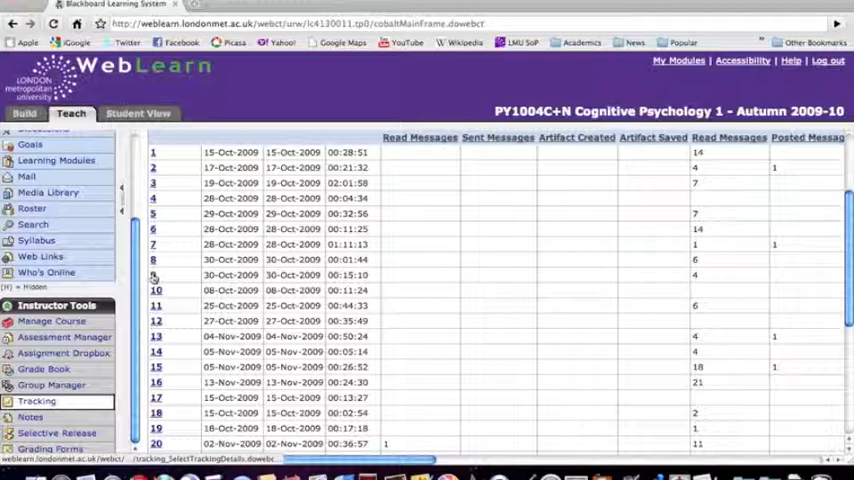 Blackboard Learning System
http://weblearn.londonmet.ac.uk/webct/urw/lc4130011.tp0/cobaltMainFrame.dowebct
Apple iGoogle Twitter Facebook Picasa Yahoo! Google Maps YouTube Wikipedia LMU SoP Academics News Popular Other Bookmarks
WebLearn
LONDON
metropolitan
university
My Modules | Accessibility | Help | Log out
Build Teach Student View
PY1004C+N Cognitive Psychology 1 - Autumn 2009-10
Discussions
Goals
Learning Modules
Mail
Media Library
Roster
Search
Syllabus
Web Links
Who's Online
[H] = Hidden
Instructor Tools
Manage Course
Assessment Manager
Assignment Dropbox
Grade Book
Group Manager
Tracking
Notes
Selective Release
Grading Forms
Read Messages Sent Messages Artifact Created Artifact Saved Read Messages Posted Messag
1 15-Oct-2009 15-Oct-2009 00:28:51 14
2 17-Oct-2009 17-Oct-2009 00:21:32 4 1
3 19-Oct-2009 19-Oct-2009 02:01:58 7
4 28-Oct-2009 28-Oct-2009 00:04:34
5 29-Oct-2009 29-Oct-2009 00:32:56 7
6 28-Oct-2009 28-Oct-2009 00:11:25 14
7 28-Oct-2009 28-Oct-2009 01:11:13 1 1
8 30-Oct-2009 30-Oct-2009 00:01:44 6
9 30-Oct-2009 30-Oct-2009 00:15:10 4
10 08-Oct-2009 08-Oct-2009 00:11:24
11 25-Oct-2009 25-Oct-2009 00:44:33 6
12 27-Oct-2009 27-Oct-2009 00:35:49
13 04-Nov-2009 04-Nov-2009 00:50:24 4 1
14 05-Nov-2009 05-Nov-2009 00:05:14 4
15 05-Nov-2009 05-Nov-2009 00:26:52 18 1
16 13-Nov-2009 13-Nov-2009 00:24:30 21
17 15-Oct-2009 15-Oct-2009 00:13:27
18 15-Oct-2009 15-Oct-2009 00:02:54 2
19 18-Oct-2009 18-Oct-2009 00:17:18 1
20 02-Nov-2009 02-Nov-2009 00:36:57 1 11
weblearn.londonmet.ac.uk/webct/…/tracking_SelectTrackingDetails.dowebct